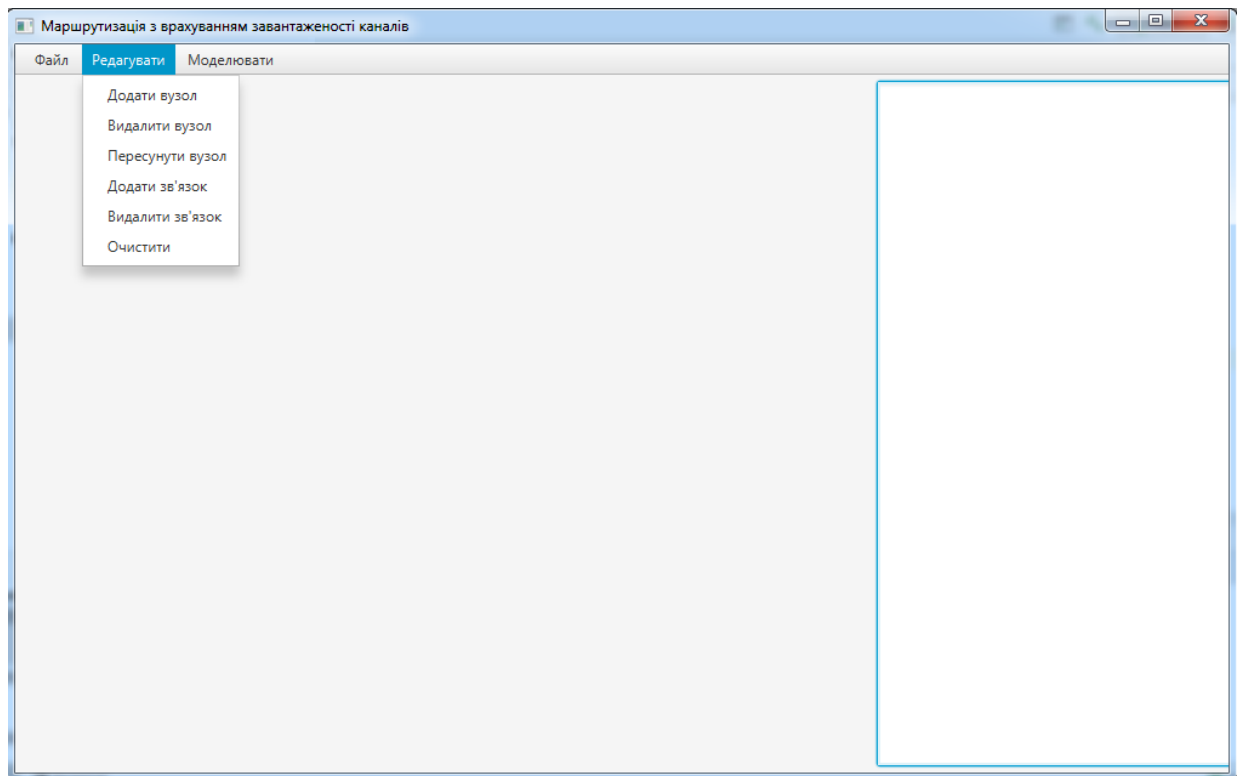 Маршрутизація з врахуванням завантаженості каналів
Файл Редагувати Моделювати
Додати вузол
Видалити вузол
Пересунути вузол
Додати зв'язок
Видалити зв'язок
Очистити